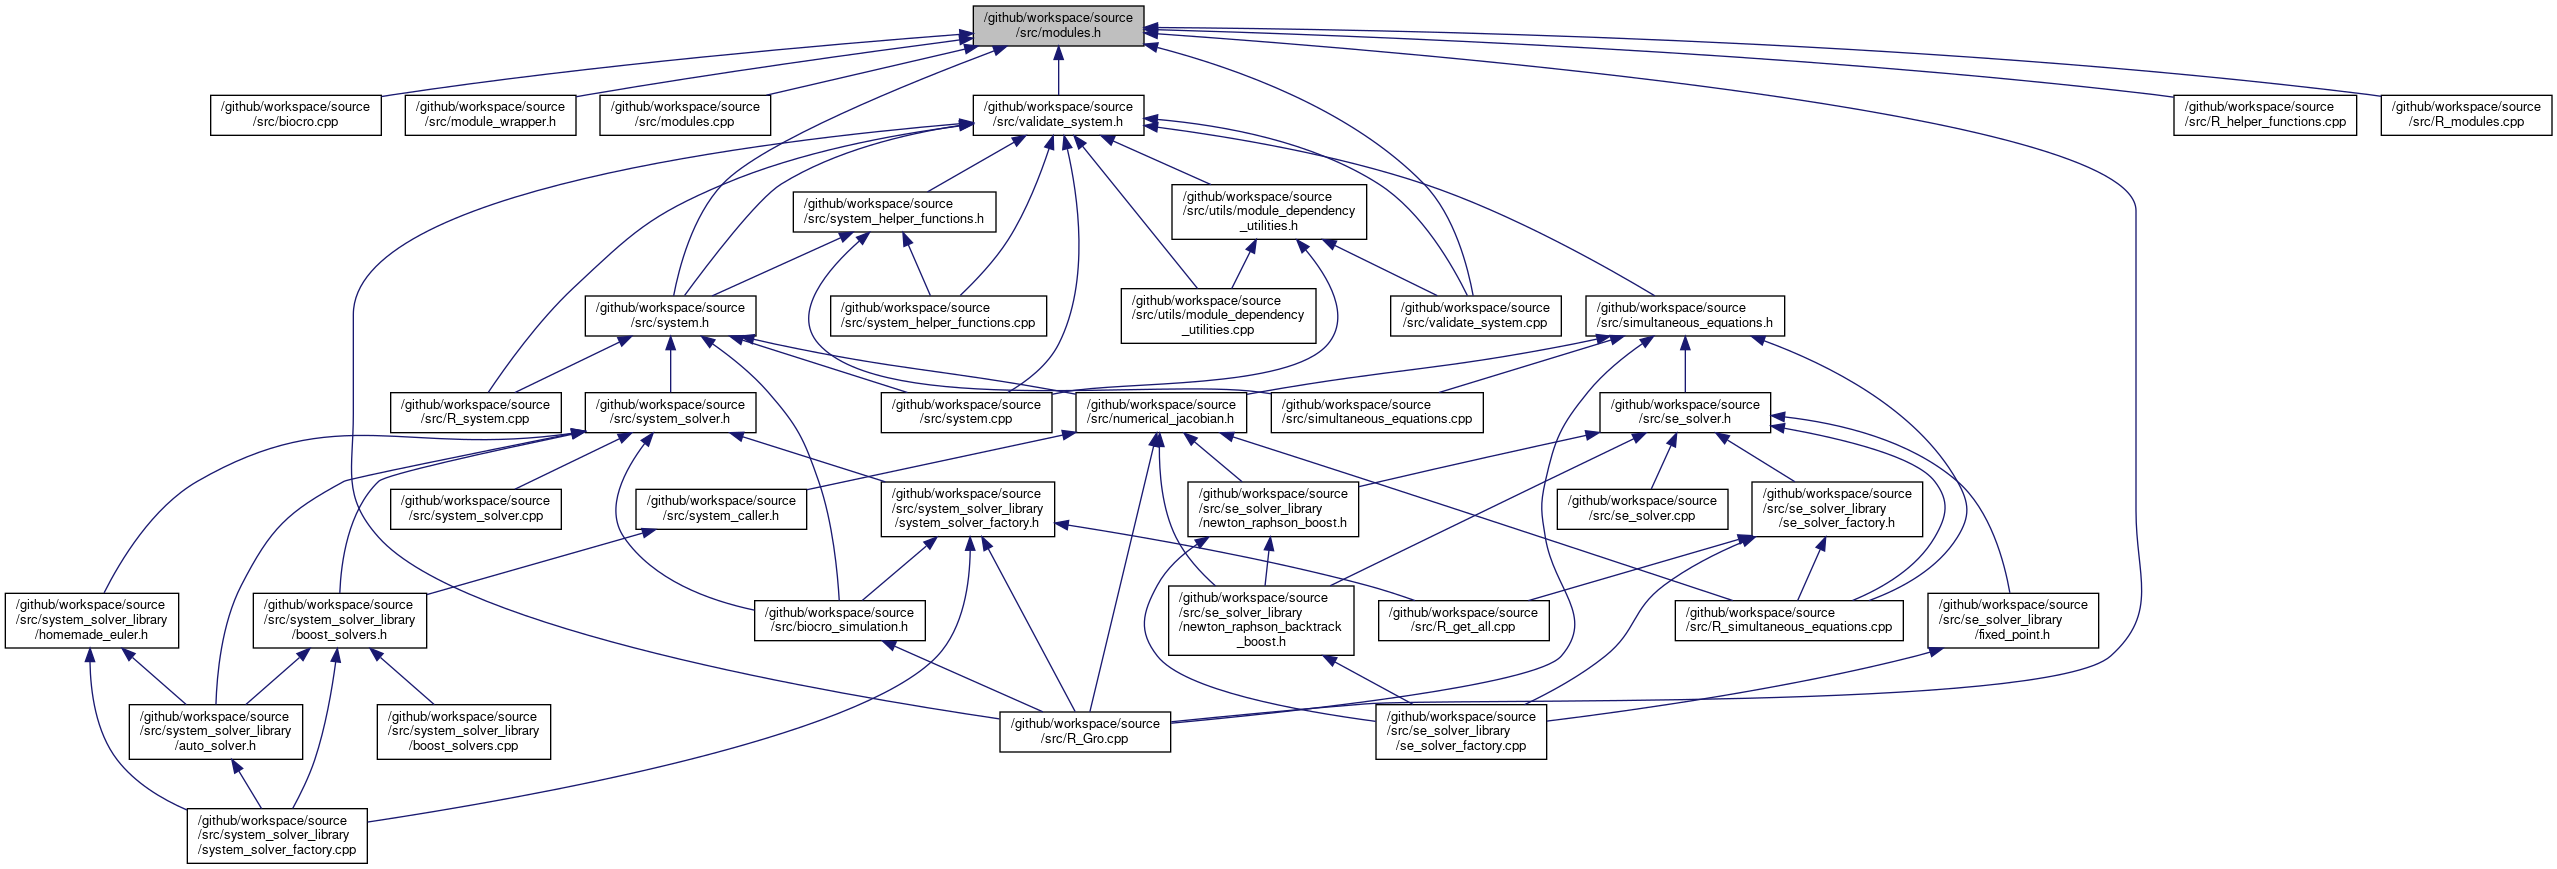 /github/workspace/source
/src/modules.h
/github/workspace/source
/src/biocro.cpp
/github/workspace/source
/src/module_wrapper.h
/github/workspace/source
/src/modules.cpp
/github/workspace/source
/src/validate_system.h
/github/workspace/source
/src/R_helper_functions.cpp
/github/workspace/source
/src/R_modules.cpp
/github/workspace/source
/src/system_helper_functions.h
/github/workspace/source
/src/utils/module_dependency
_utilities.h
/github/workspace/source
/src/system.h
/github/workspace/source
/src/system_helper_functions.cpp
/github/workspace/source
/src/utils/module_dependency
_utilities.cpp
/github/workspace/source
/src/validate_system.cpp
/github/workspace/source
/src/simultaneous_equations.h
/github/workspace/source
/src/R_system.cpp
/github/workspace/source
/src/system_solver.h
/github/workspace/source
/src/system.cpp
/github/workspace/source
/src/numerical_jacobian.h
/github/workspace/source
/src/simultaneous_equations.cpp
/github/workspace/source
/src/se_solver.h
/github/workspace/source
/src/system_solver.cpp
/github/workspace/source
/src/system_caller.h
/github/workspace/source
/src/system_solver_library
/system_solver_factory.h
/github/workspace/source
/src/se_solver_library
/newton_raphson_boost.h
/github/workspace/source
/src/se_solver.cpp
/github/workspace/source
/src/se_solver_library
/se_solver_factory.h
/github/workspace/source
/src/system_solver_library
/homemade_euler.h
/github/workspace/source
/src/system_solver_library
/boost_solvers.h
/github/workspace/source
/src/biocro_simulation.h
/github/workspace/source
/src/se_solver_library
/newton_raphson_backtrack
_boost.h
/github/workspace/source
/src/R_get_all.cpp
/github/workspace/source
/src/R_simultaneous_equations.cpp
/github/workspace/source
/src/se_solver_library
/fixed_point.h
/github/workspace/source
/src/system_solver_library
/auto_solver.h
/github/workspace/source
/src/system_solver_library
/boost_solvers.cpp
/github/workspace/source
/src/R_Gro.cpp
/github/workspace/source
/src/se_solver_library
/se_solver_factory.cpp
/github/workspace/source
/src/system_solver_library
/system_solver_factory.cpp